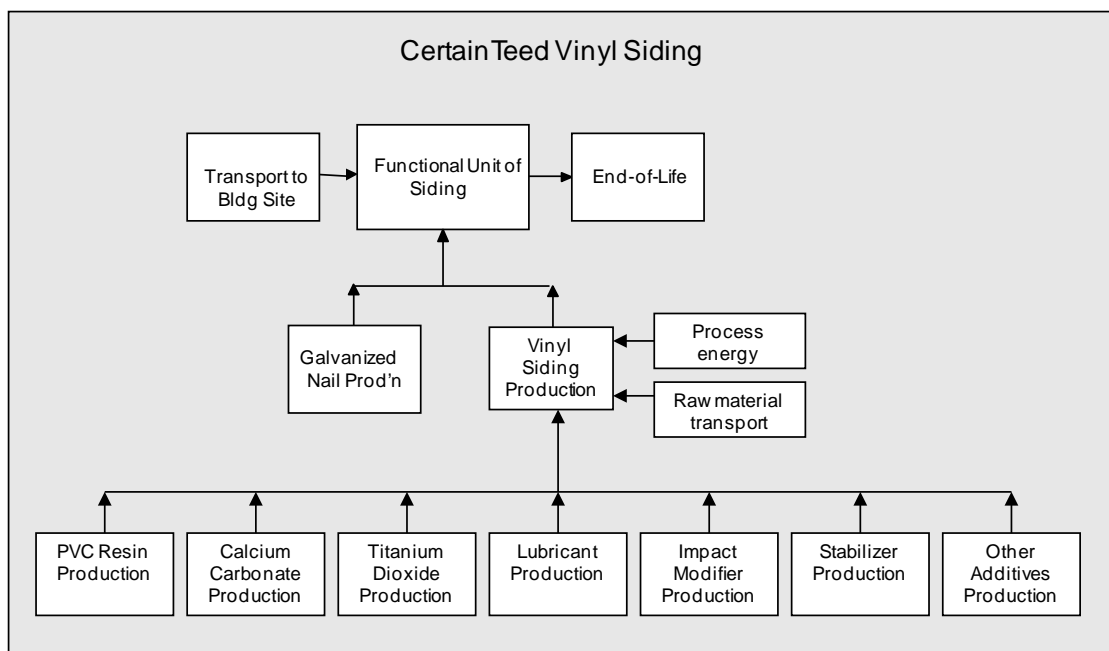 CertainTeed Vinyl Siding
Transport to
Bldg Site
Functional Unit of
Siding
End-of-Life
Galvanized
Nail Prod'n
Vinyl
Siding
Production
Process
energy
Raw material
transport
PVC Resin
Production
Calcium
Carbonate
Production
Titanium
Dioxide
Production
Lubricant
Production
Impact
Modifier
Production
Stabilizer
Production
Other
Additives
Production